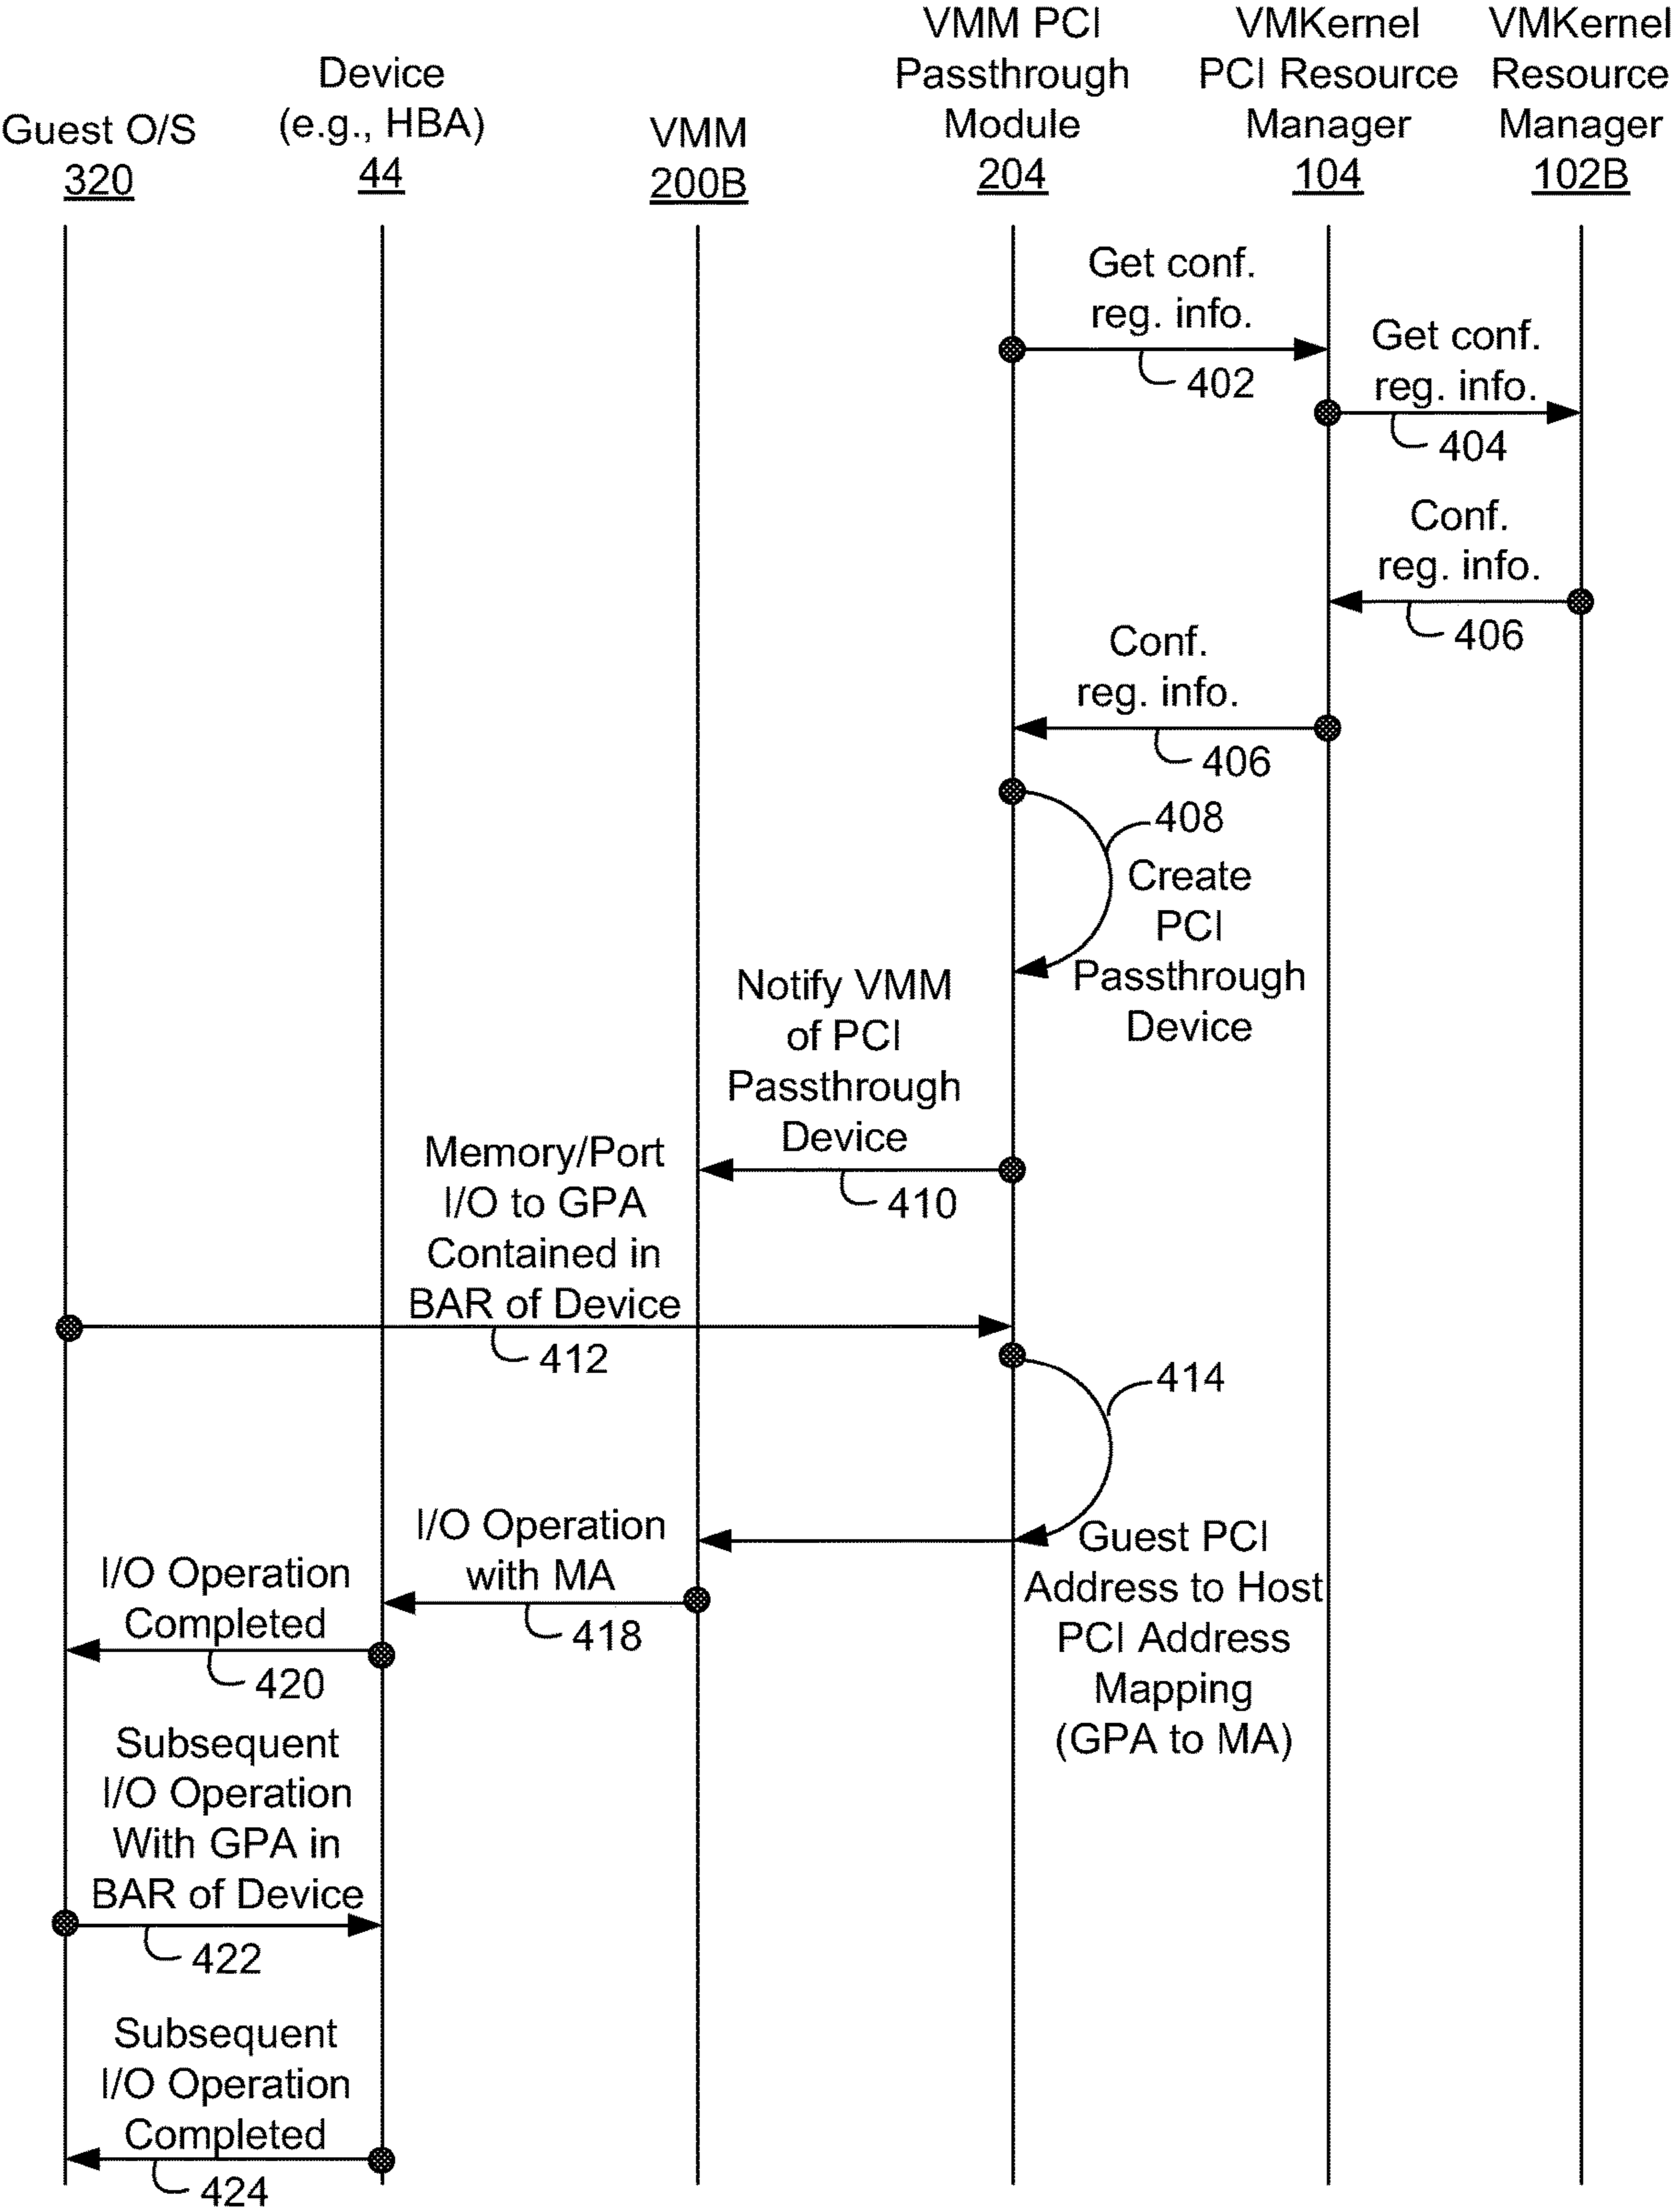 Guest O/S
320
Device
(e.g., HBA)
44
VMM
200B
VMM PCI
Passthrough
Module
204
VMKernel
PCI Resource
Manager
104
VMKernel
Resource
Manager
102B
Get conf.
reg. info.
402
Get conf.
reg. info.
404
Conf.
reg. info.
406
Conf.
reg. info.
406
408
Create
PCI
Passthrough
Device
Notify VMM
of PCI
Passthrough
Device
410
Memory/Port
I/O to GPA
Contained in
BAR of Device
412
414
Guest PCI
Address to Host
PCI Address
Mapping
(GPA to MA)
I/O Operation
with MA
418
I/O Operation
Completed
420
Subsequent
I/O Operation
With GPA in
BAR of Device
422
Subsequent
I/O Operation
Completed
424